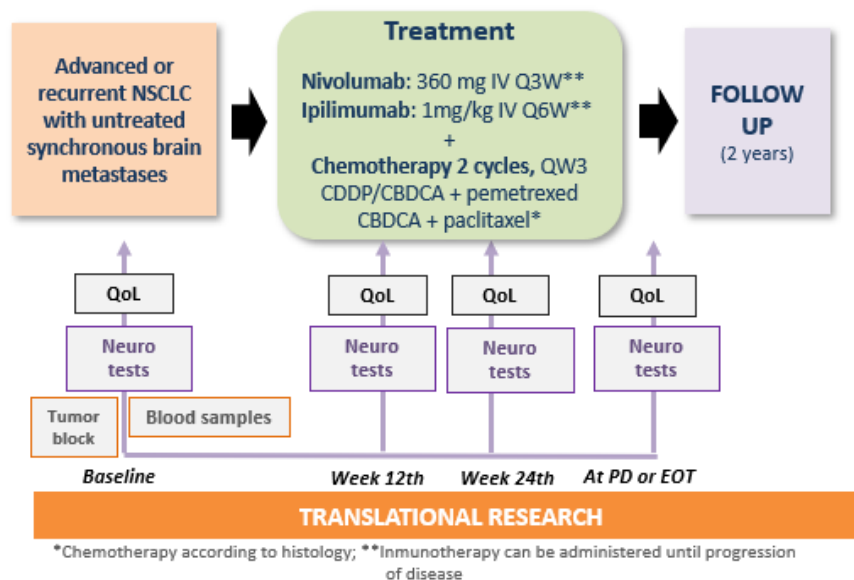 Advanced or
recurrent NSCLC
with untreated
synchronous brain
metastases
Treatment
Nivolumab: 360 mg IV Q3W**
Ipilimumab: 1mg/kg IV Q6W**
+
Chemotherapy 2 cycles, QW3
CDDP/CBDCA + pemetrexed
CBDCA + paclitaxel*
FOLLOW
UP
(2 years)
QoL
QoL
QoL
QoL
Neuro
tests
Neuro
tests
Neuro
tests
Neuro
tests
Tumor
block
Blood samples
Baseline
Week 12th
Week 24th
At PD or EOT
TRANSLATIONAL RESEARCH
*Chemotherapy according to histology; **Inmunotherapy can be administered until progression
of disease